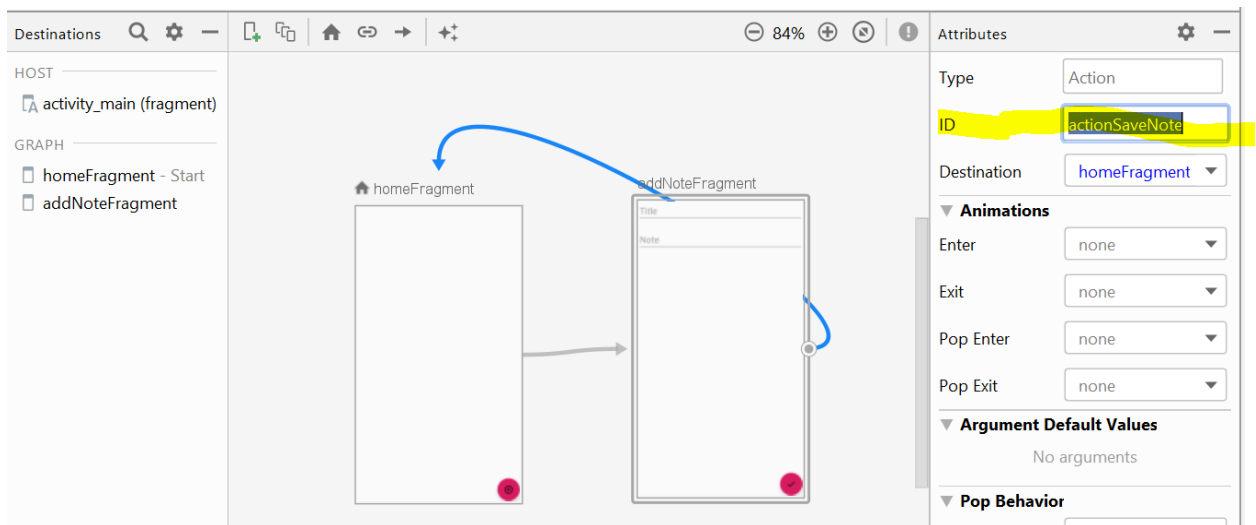 Destinations
84%
Attributes
HOST
activity_main (fragment)
GRAPH
homeFragment - Start
addNoteFragment
homeFragment
addNoteFragment
Title
Note
Type
Action
ID
actionSaveNote
Destination
homeFragment
Animations
Enter
none
Exit
none
Pop Enter
none
Pop Exit
none
Argument Default Values
No arguments
Pop Behavior